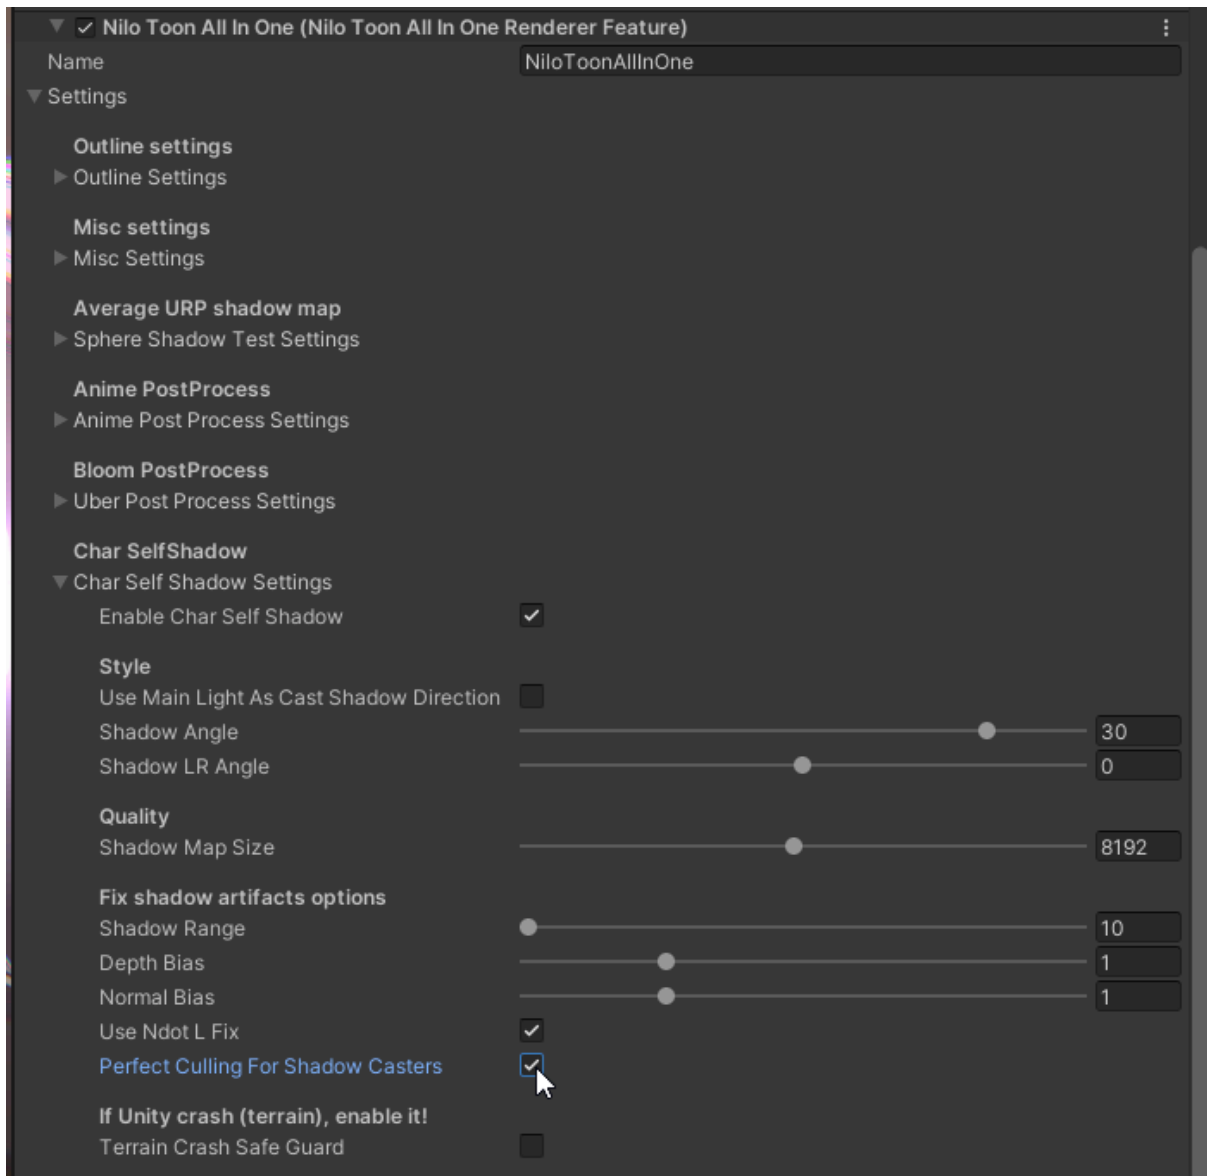 Nilo Toon All In One (Nilo Toon All In One Renderer Feature)
Name NiloToonAllInOne
Settings
Outline settings
Outline Settings
Misc settings
Misc Settings
Average URP shadow map
Sphere Shadow Test Settings
Anime PostProcess
Anime Post Process Settings
Bloom PostProcess
Uber Post Process Settings
Char SelfShadow
Char Self Shadow Settings
Enable Char Self Shadow
Style
Use Main Light As Cast Shadow Direction
Shadow Angle 30
Shadow LR Angle 0
Quality
Shadow Map Size 8192
Fix shadow artifacts options
Shadow Range 10
Depth Bias 1
Normal Bias 1
Use Ndot L Fix
Perfect Culling For Shadow Casters
If Unity crash (terrain), enable it!
Terrain Crash Safe Guard